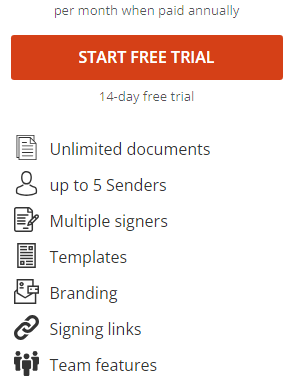 per month when paid annually
START FREE TRIAL
14-day free trial
Unlimited documents
up to 5 Senders
Multiple signers
Templates
Branding
Signing links
Team features